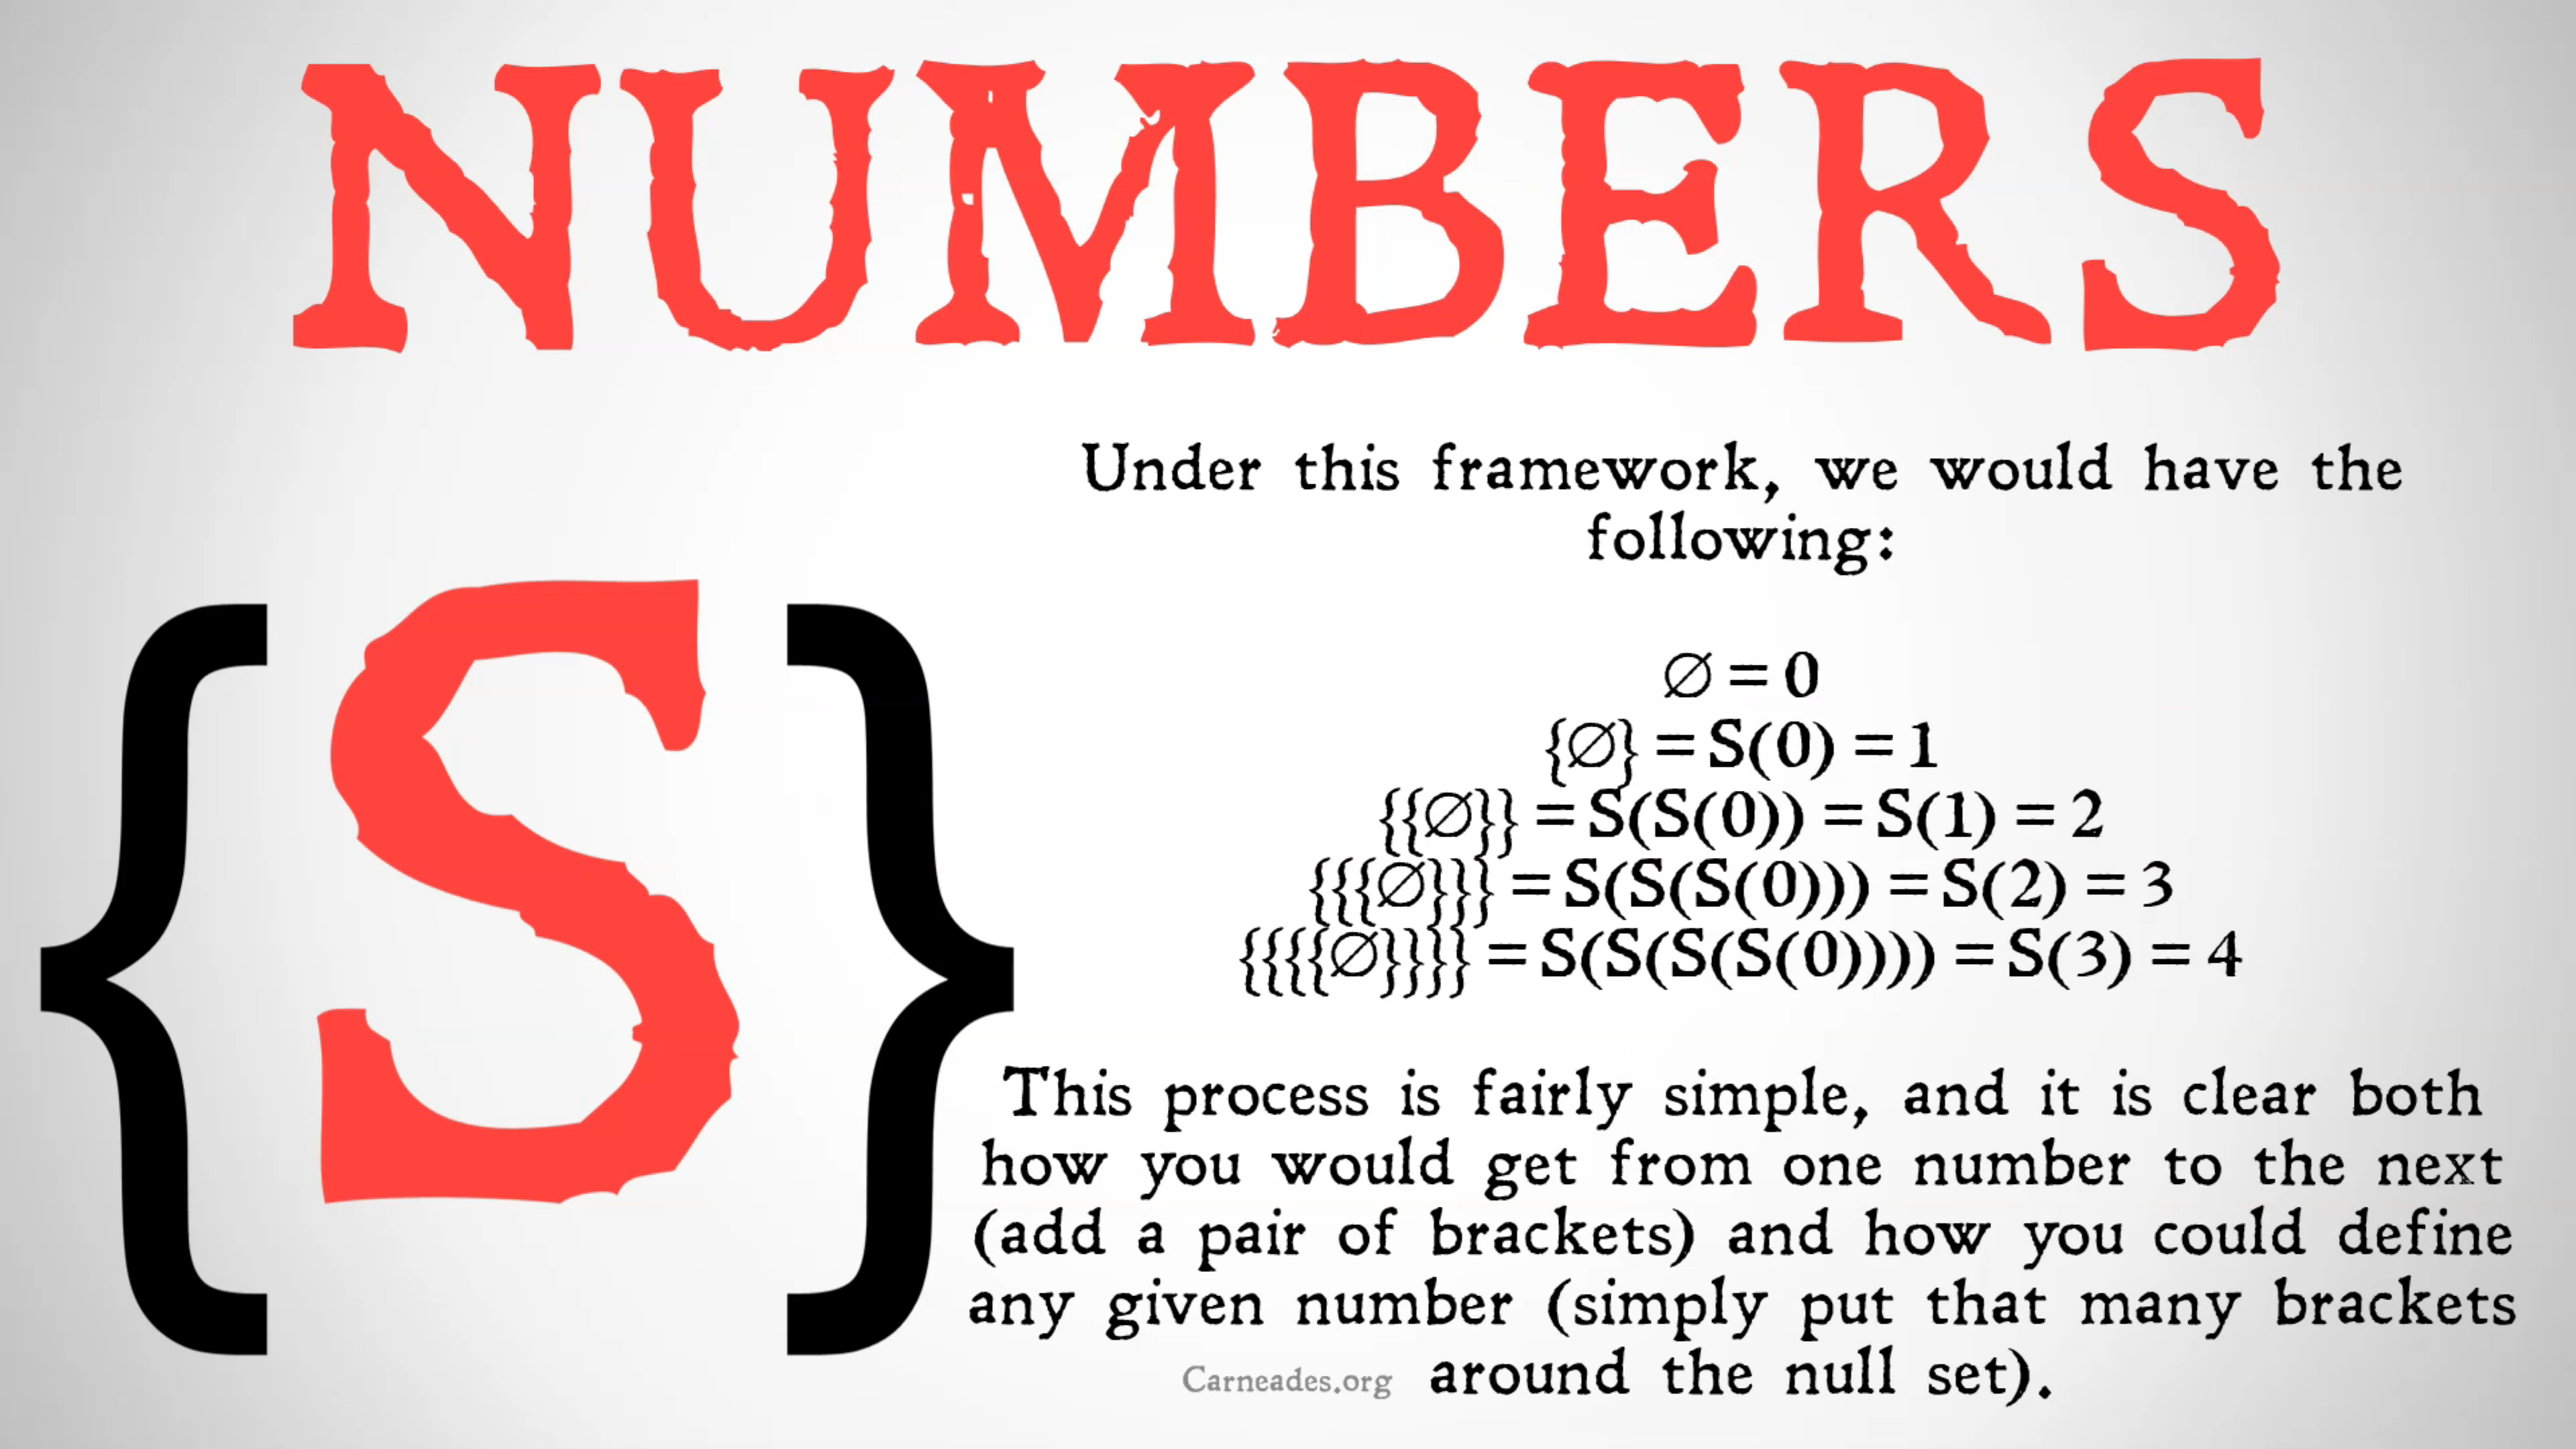 NUMBERS
Under this framework, we would have the
following:
{S}
∅ = 0
{∅} = S(0) = 1
{{∅}} = S(S(0)) = S(1) = 2
{{{∅}}} = S(S(S(0))) = S(2) = 3
{{{{∅}}}} = S(S(S(S(0)))) = S(3) = 4
This process is fairly simple, and it is clear both
how you would get from one number to the next
(add a pair of brackets) and how you could define
any given number (simply put that many brackets
around the null set).
Carneades.org